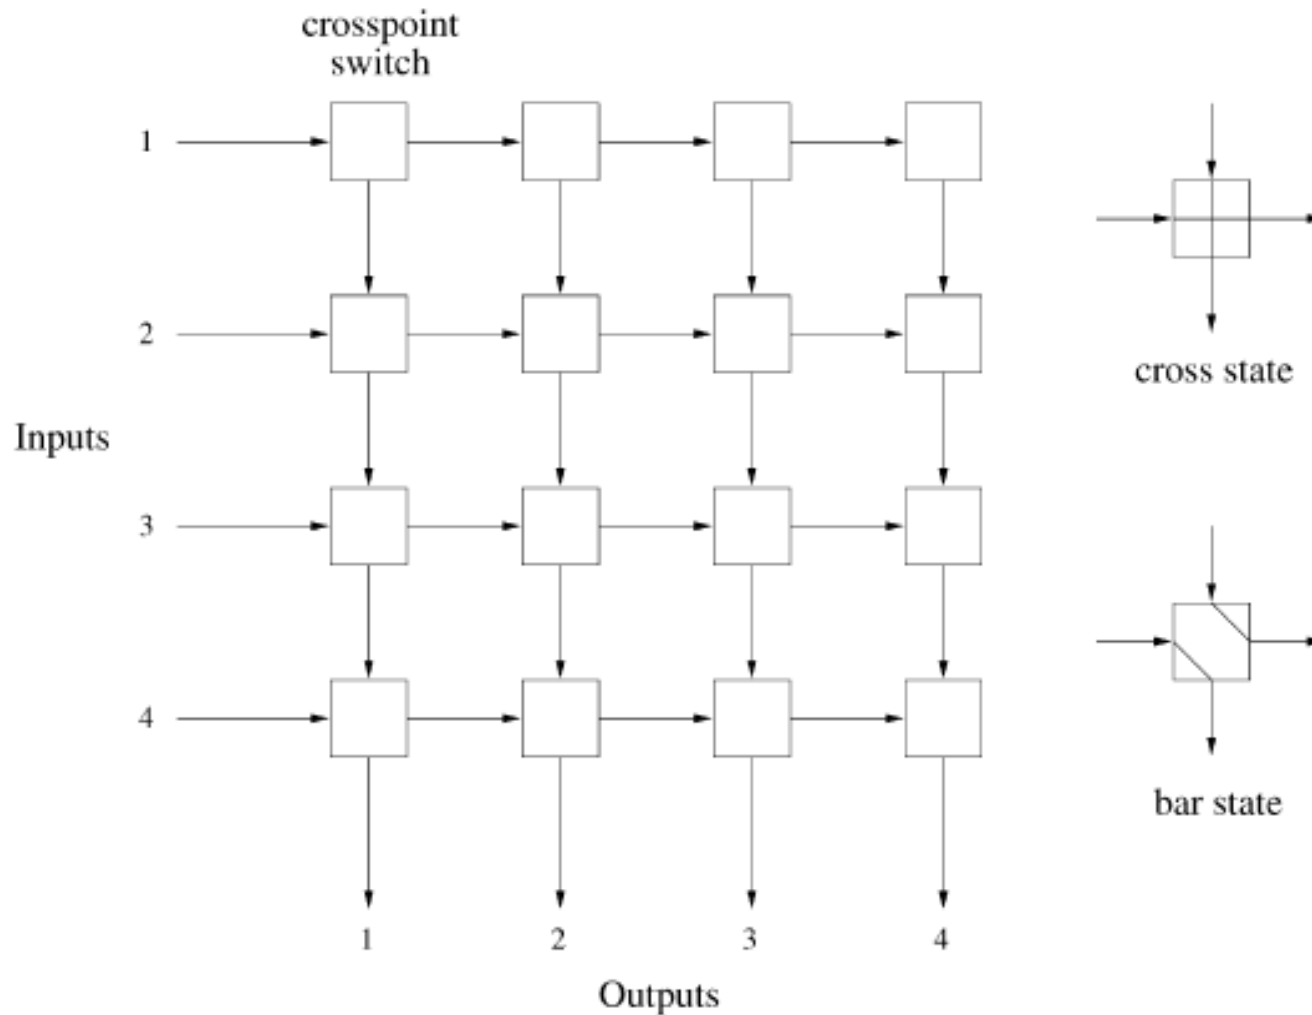 crosspoint
switch
1
2
cross state
Inputs
3
4
bar state
1 2 3 4
Outputs